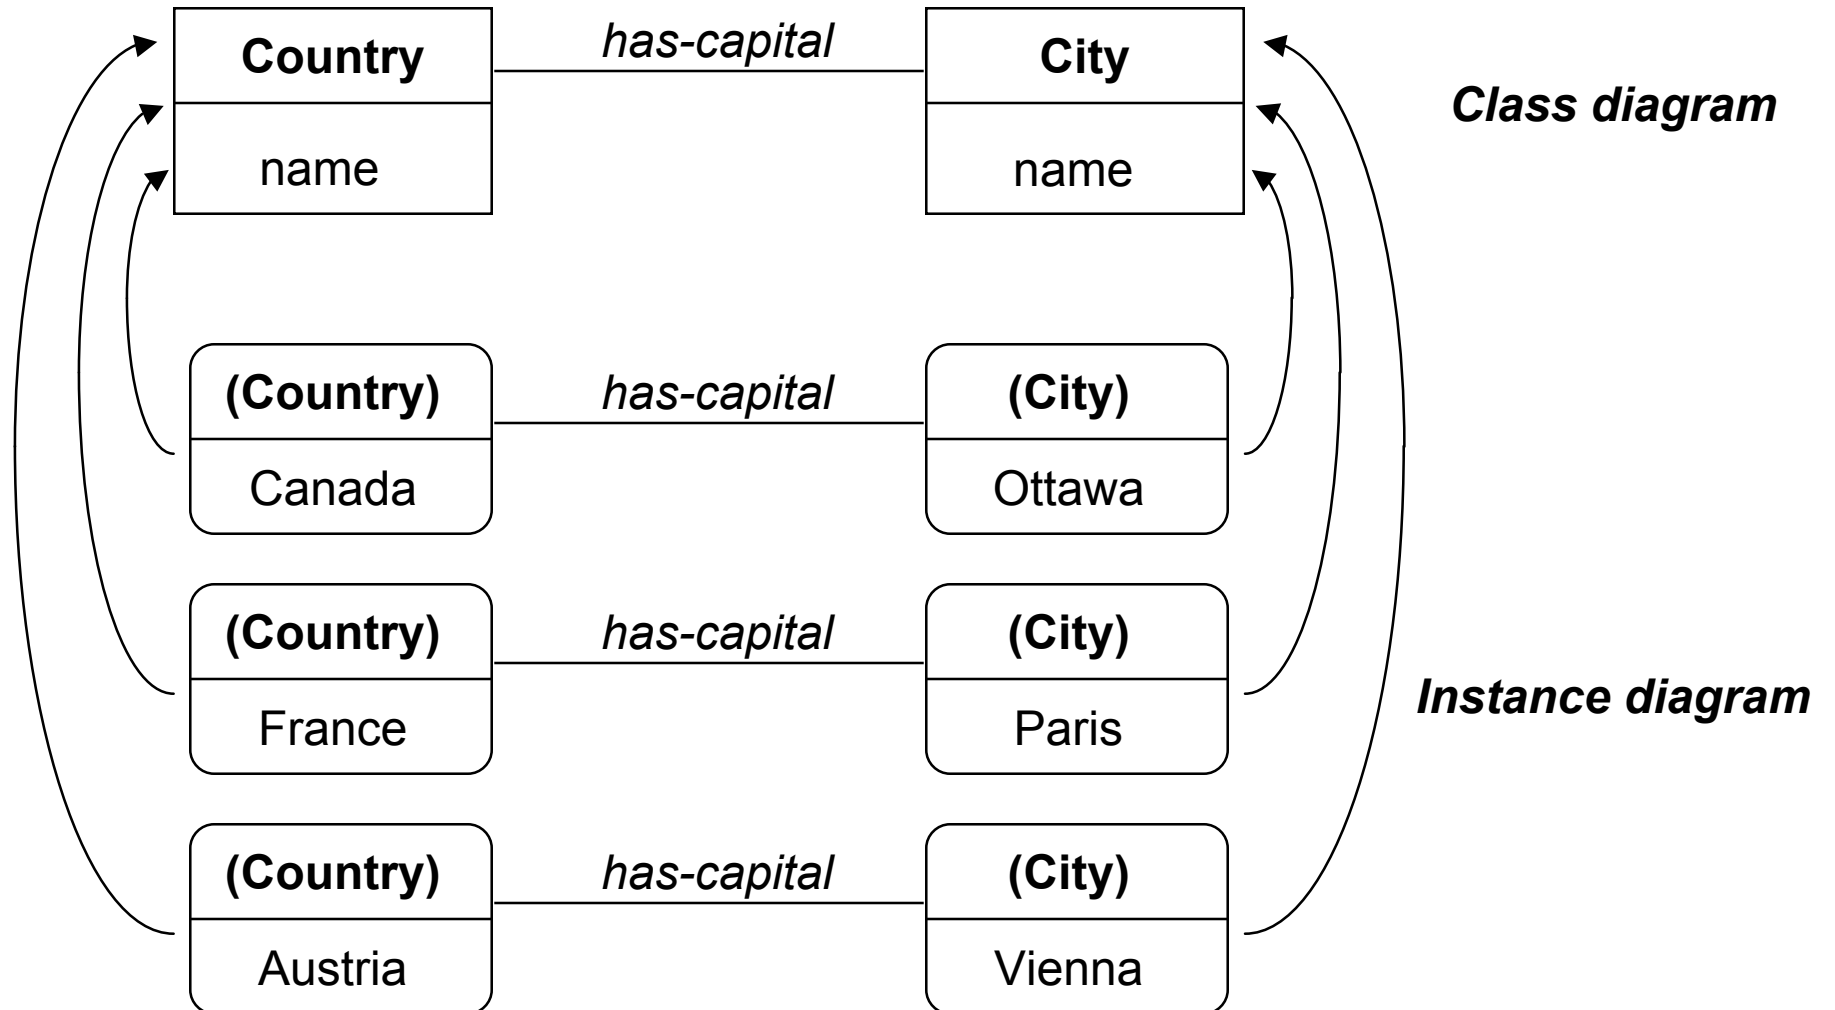 Country has-capital City
Class diagram
name name
(Country) has-capital (City)
Canada Ottawa
(Country) has-capital (City)
Instance diagram
France Paris
(Country) has-capital (City)
Austria Vienna